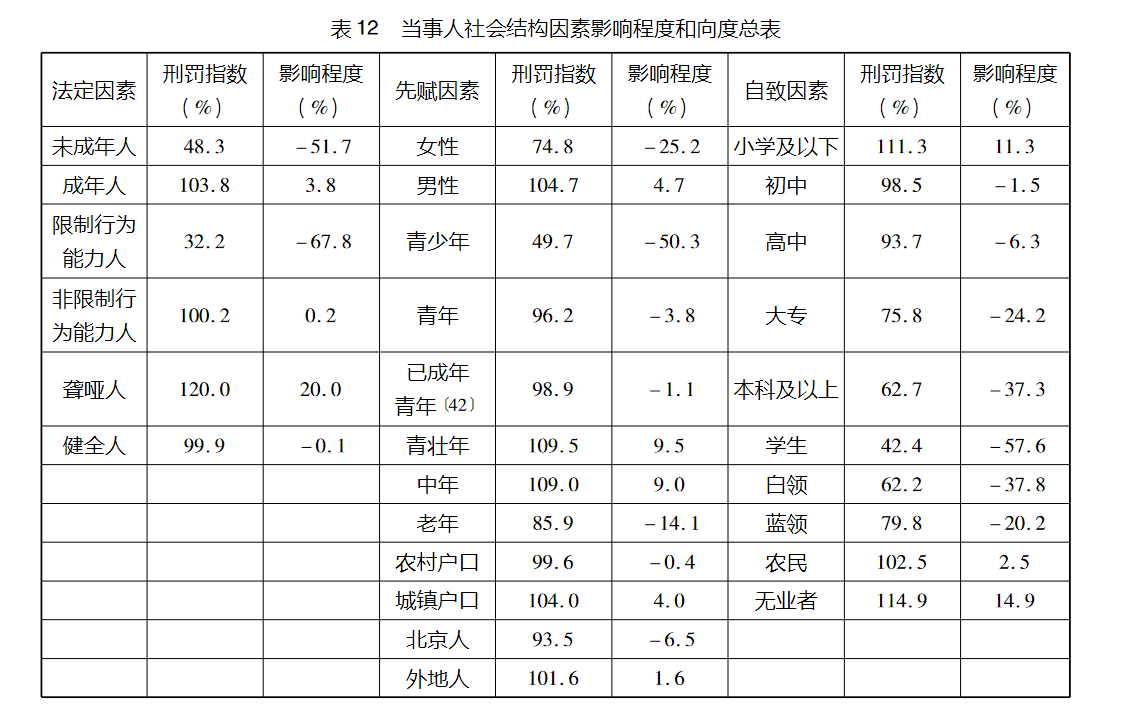 表12 当事人社会结构因素影响程度和向度总表
法定因素 刑罚指数（%） 影响程度（%） 先赋因素 刑罚指数（%） 影响程度（%） 自致因素 刑罚指数（%） 影响程度（%）
未成年人 48.3 -51.7 女性 74.8 -25.2 小学及以下 111.3 11.3
成年人 103.8 3.8 男性 104.7 4.7 初中 98.5 -1.5
限制行为能力人 32.2 -67.8 青少年 49.7 -50.3 高中 93.7 -6.3
非限制行为能力人 100.2 0.2 青年 96.2 -3.8 大专 75.8 -24.2
聋哑人 120.0 20.0 已成年青年〔42〕 98.9 -1.1 本科及以上 62.7 -37.3
健全人 99.9 -0.1 青壮年 109.5 9.5 学生 42.4 -57.6
中年 109.0 9.0 白领 62.2 -37.8
老年 85.9 -14.1 蓝领 79.8 -20.2
农村户口 99.6 -0.4 农民 102.5 2.5
城镇户口 104.0 4.0 无业者 114.9 14.9
北京人 93.5 -6.5
外地人 101.6 1.6